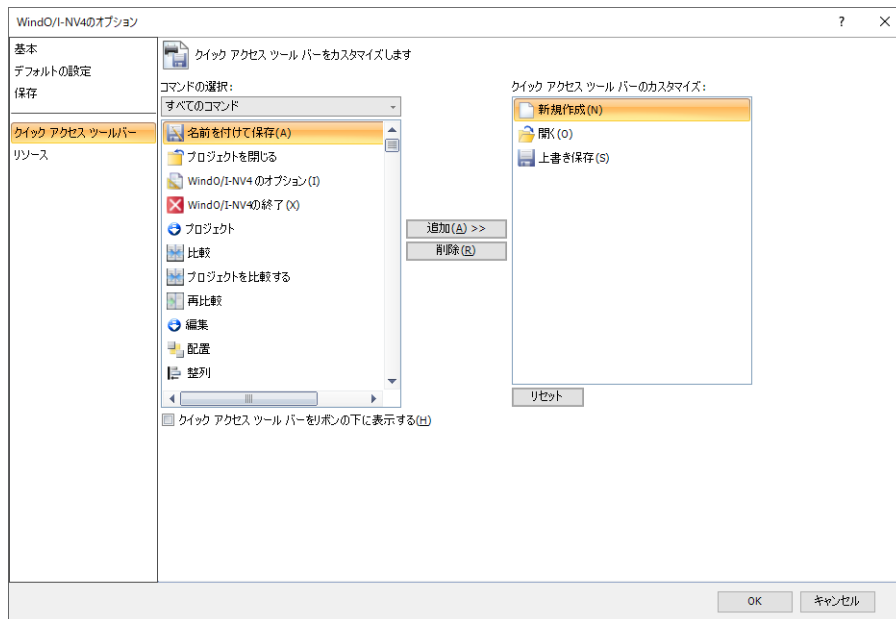 WindO/I-NV4のオプション
?
基本
デフォルトの設定
保存
クイック アクセス ツールバー
リソース
クイック アクセス ツール バーをカスタマイズします
コマンドの選択:
すべてのコマンド
名前を付けて保存(A)
プロジェクトを閉じる
WindO/I-NV4 のオプション(I)
WindO/I-NV4の終了(X)
プロジェクト
比較
プロジェクトを比較する
再比較
編集
配置
整列
クイック アクセス ツール バーをリボンの下に表示する(H)
追加(A) >>
削除(R)
クイック アクセス ツール バーのカスタマイズ:
新規作成(N)
開く(O)
上書き保存(S)
リセット
OK
キャンセル